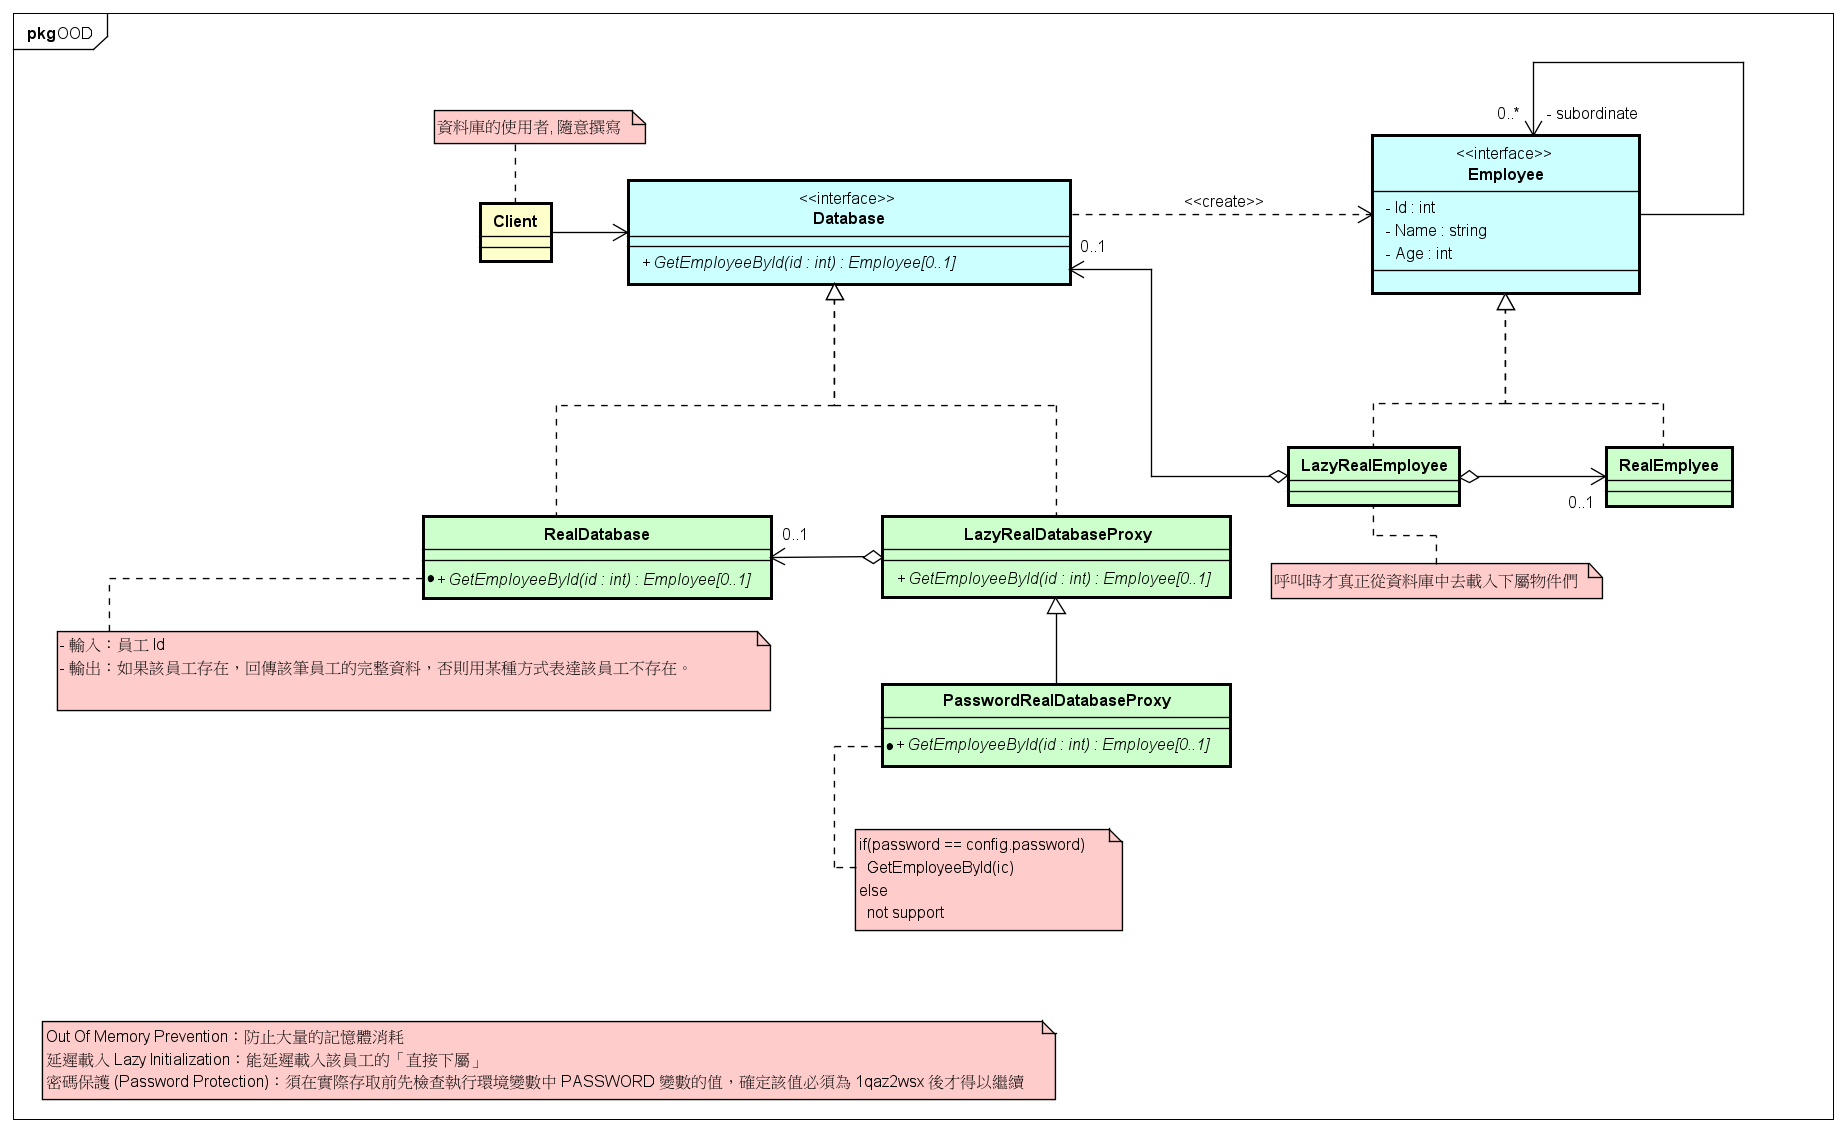 pkg OOD
資料庫的使用者, 隨意撰寫
Client
<<interface>>
Database
+ GetEmployeeById(id : int) : Employee[0..1]
<<create>>
0..1
0..*
- subordinate
<<interface>>
Employee
- Id : int
- Name : string
- Age : int
LazyRealEmployee
RealEmplyee
0..1
呼叫時才真正從資料庫中去載入下屬物件們
RealDatabase
+ GetEmployeeById(id : int) : Employee[0..1]
0..1
LazyRealDatabaseProxy
+ GetEmployeeById(id : int) : Employee[0..1]
- 輸入：員工 Id
- 輸出：如果該員工存在，回傳該筆員工的完整資料，否則用某種方式表達該員工不存在。
PasswordRealDatabaseProxy
+ GetEmployeeById(id : int) : Employee[0..1]
if(password == config.password)
GetEmployeeById(ic)
else
not support
Out Of Memory Prevention：防止大量的記憶體消耗
延遲載入 Lazy Initialization：能延遲載入該員工的「直接下屬」
密碼保護 (Password Protection)：須在實際存取前先檢查執行環境變數中 PASSWORD 變數的值，確定該值必須為 1qaz2wsx 後才得以繼續